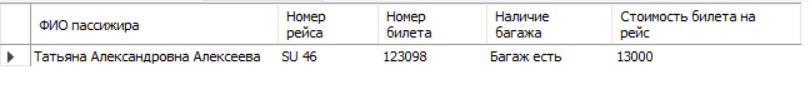 ФИО пассижира
Номер рейса
Номер билета
Наличие багажа
Стоимость билета на рейс
Татьяна Александровна Алексеева SU 46 123098 Багаж есть 13000